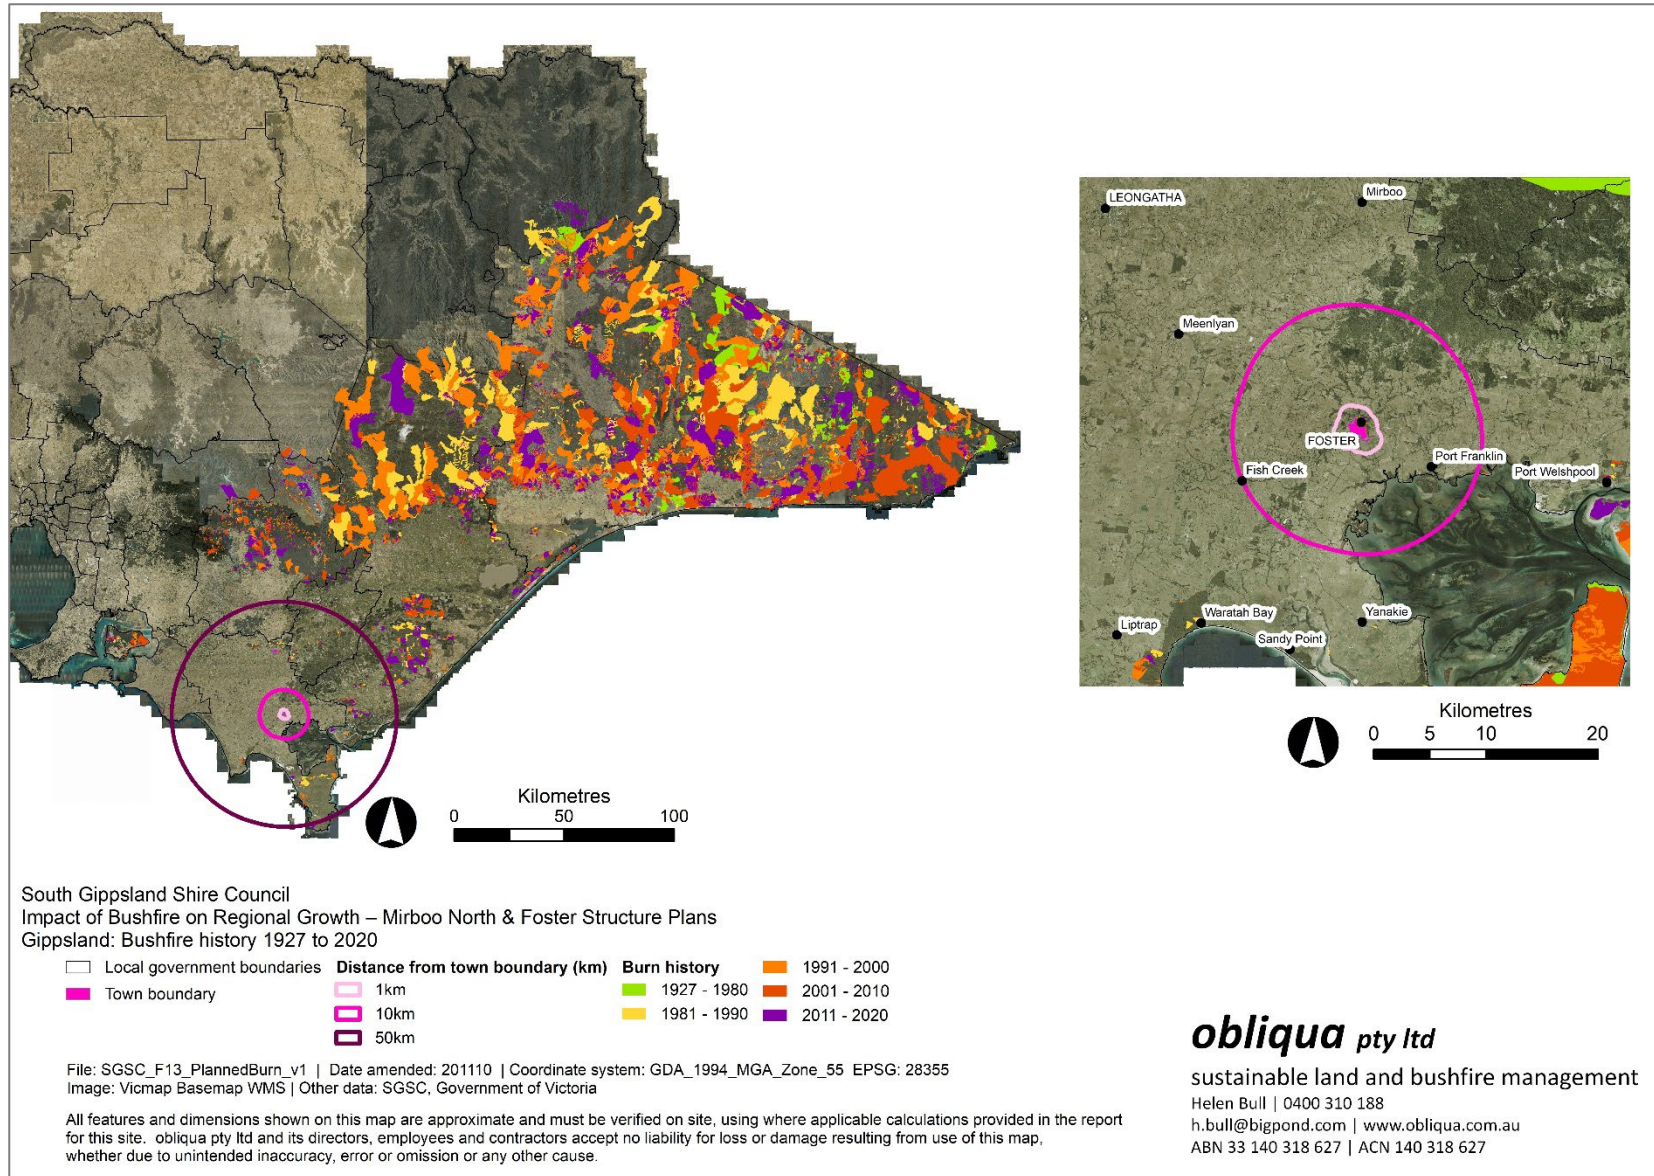 LEONGATHA
Mirboo
Meenlyan
FOSTER
Port Franklin
Fish Creek
Port Welshpool
Waratah Bay
Yanakie
Liptrap
Sandy Point
Kilometres
0 5 10 20
Kilometres
0 50 100
South Gippsland Shire Council
Impact of Bushfire on Regional Growth – Mirboo North & Foster Structure Plans
Gippsland: Bushfire history 1927 to 2020
Local government boundaries
Town boundary
Distance from town boundary (km)
1km
10km
50km
Burn history
1927 - 1980
1981 - 1990
1991 - 2000
2001 - 2010
2011 - 2020
File: SGSC_F13_PlannedBurn_v1 | Date amended: 201110 | Coordinate system: GDA_1994_MGA_Zone_55 EPSG: 28355
Image: Vicmap Basemap WMS | Other data: SGSC, Government of Victoria
All features and dimensions shown on this map are approximate and must be verified on site, using where applicable calculations provided in the report
for this site. obliqua pty ltd and its directors, employees and contractors accept no liability for loss or damage resulting from use of this map,
whether due to unintended inaccuracy, error or omission or any other cause.
obliqua pty ltd
sustainable land and bushfire management
Helen Bull | 0400 310 188
h.bull@bigpond.com | www.obliqua.com.au
ABN 33 140 318 627 | ACN 140 318 627